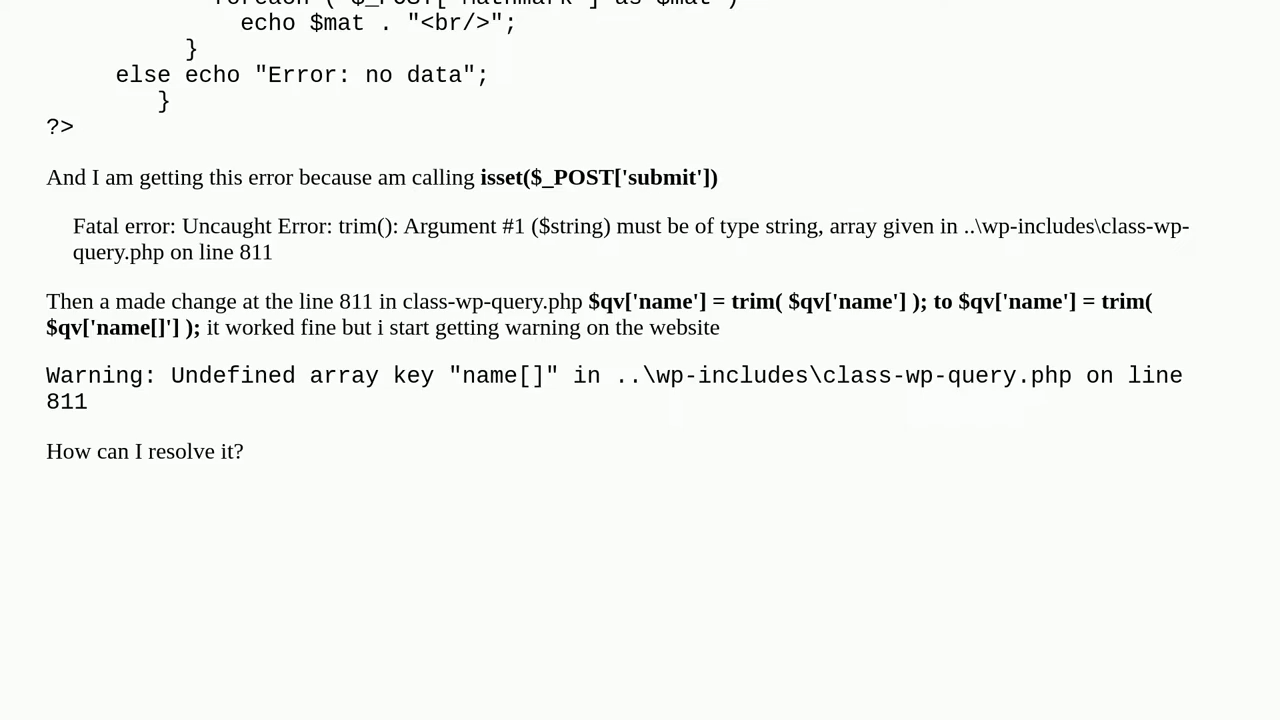 foreach ( $_POST['mathmark'] as $mat )
echo $mat . "<br/>";
}
else echo "Error: no data";
}
?>
And I am getting this error because am calling isset($_POST['submit'])
Fatal error: Uncaught Error: trim(): Argument #1 ($string) must be of type string, array given in ..\wp-includes\class-wp-
query.php on line 811
Then a made change at the line 811 in class-wp-query.php $qv['name'] = trim( $qv['name'] ); to $qv['name'] = trim(
$qv['name[]'] ); it worked fine but i start getting warning on the website
Warning: Undefined array key "name[]" in ..\wp-includes\class-wp-query.php on line
811
How can I resolve it?